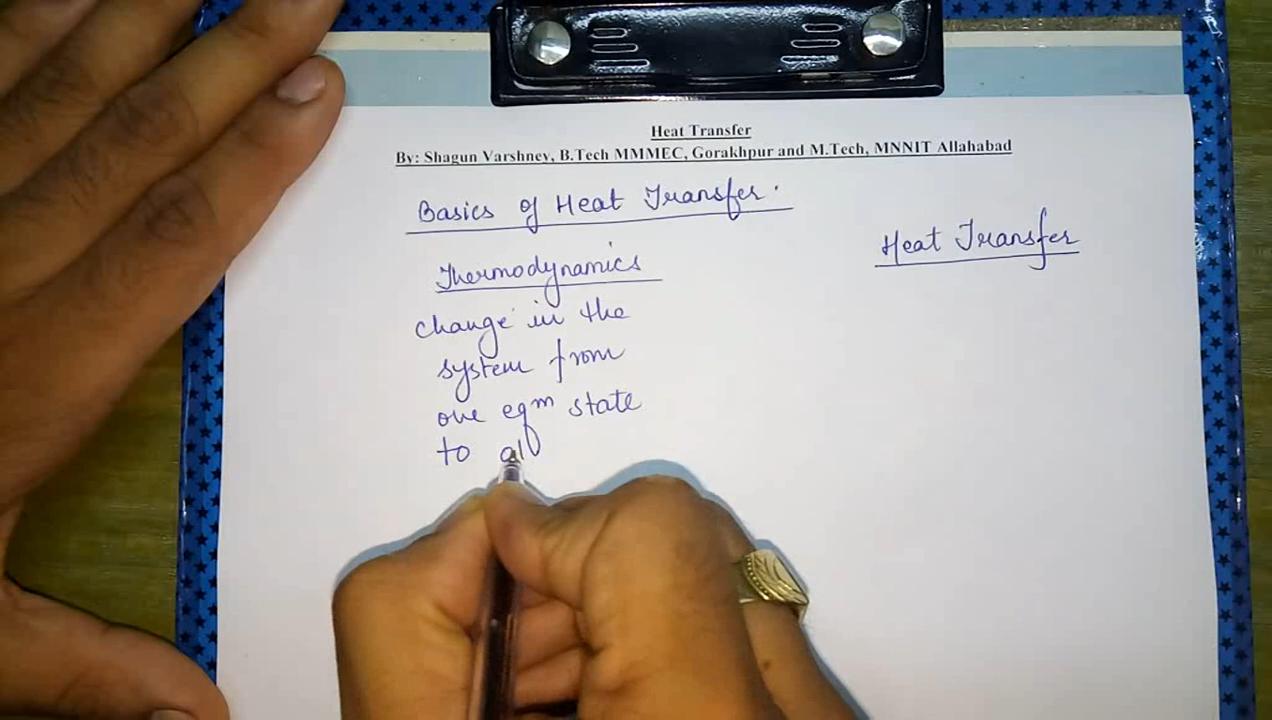 Heat Transfer
By: Shagun Varshney, B.Tech MMMEC, Gorakhpur and M.Tech, MNNIT Allahabad
Basics of Heat Transfer.
Thermodynamics
change in the
system from
one eqm state
to
Heat Transfer